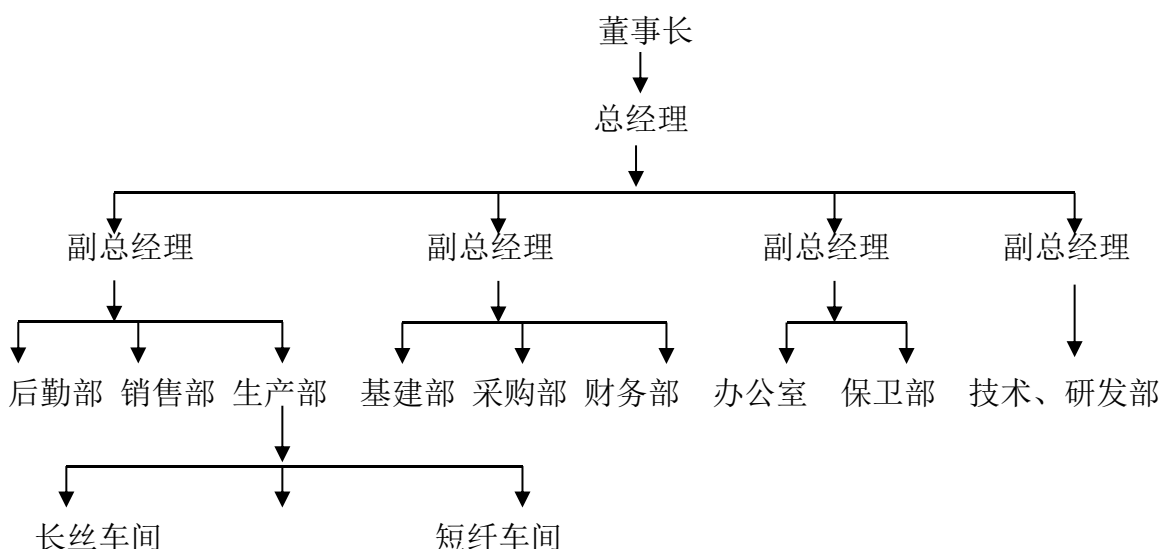 董事长
总经理
副总经理 副总经理 副总经理 副总经理
后勤部 销售部 生产部 基建部 采购部 财务部 办公室 保卫部 技术、研发部
长丝车间 短纤车间